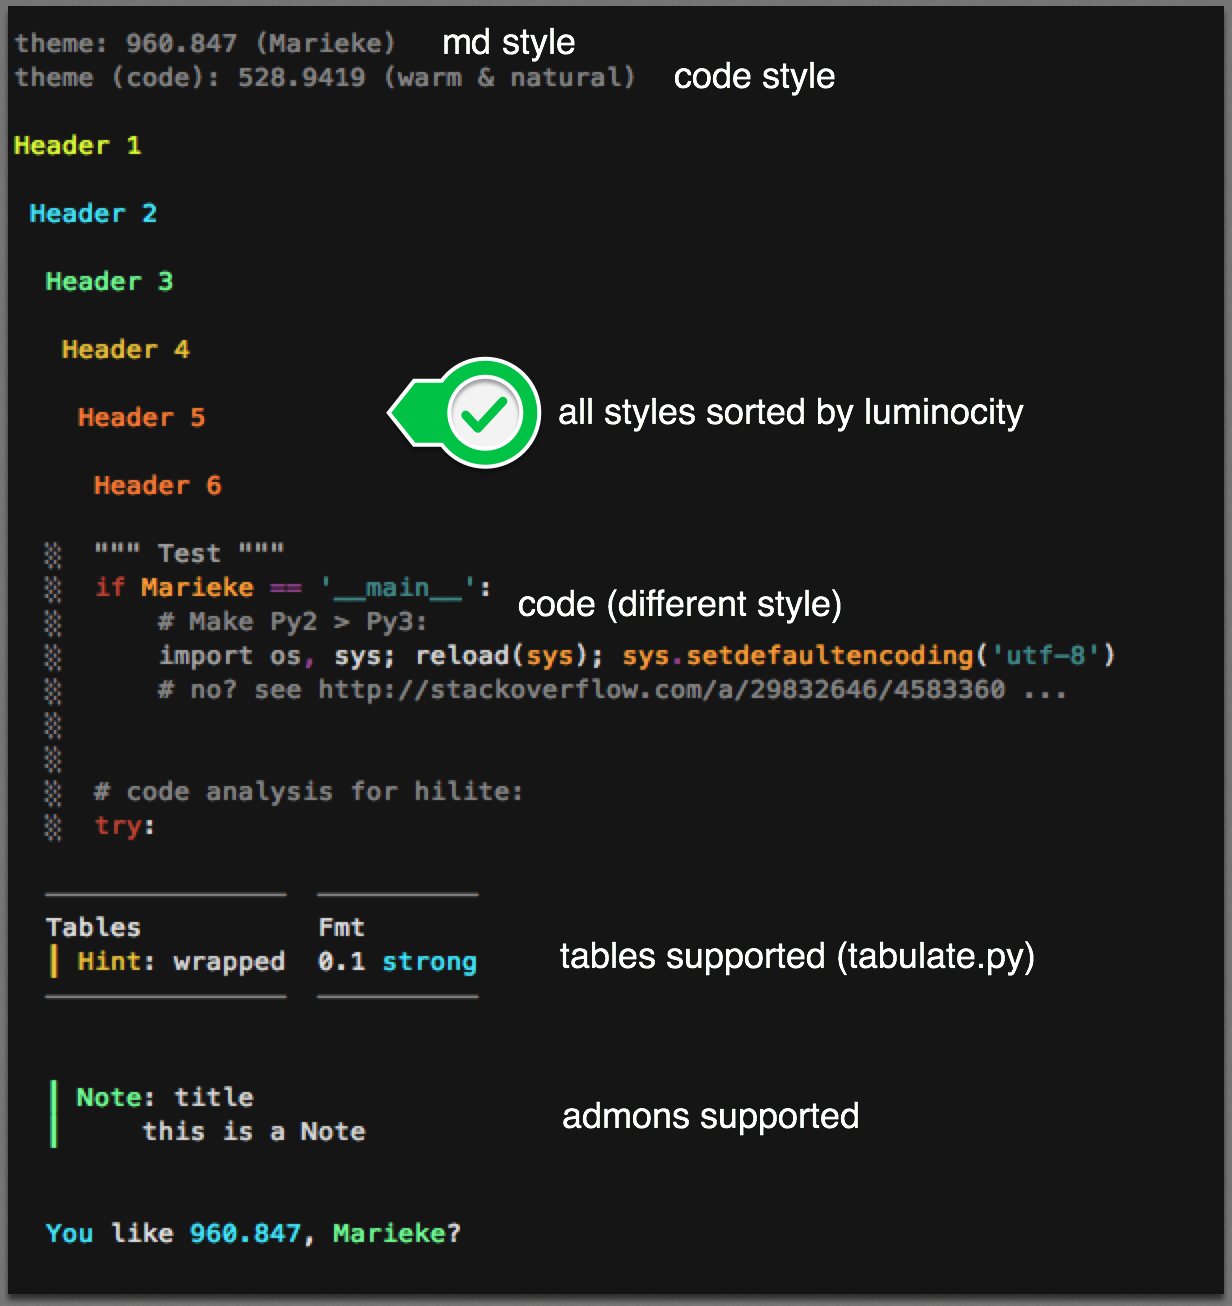 theme: 960.847 (Marieke) md style
theme (code): 528.9419 (warm & natural) code style
Header 1
Header 2
Header 3
Header 4
Header 5
all styles sorted by luminocity
Header 6
""" Test """
if Marieke == '__main__':
code (different style)
# Make Py2 > Py3:
import os, sys; reload(sys); sys.setdefaultencoding('utf-8')
# no? see http://stackoverflow.com/a/29832646/4583360 ...
# code analysis for hilite:
try:
Tables Fmt
Hint: wrapped 0.1 strong
tables supported (tabulate.py)
Note: title
this is a Note
admons supported
You like 960.847, Marieke?